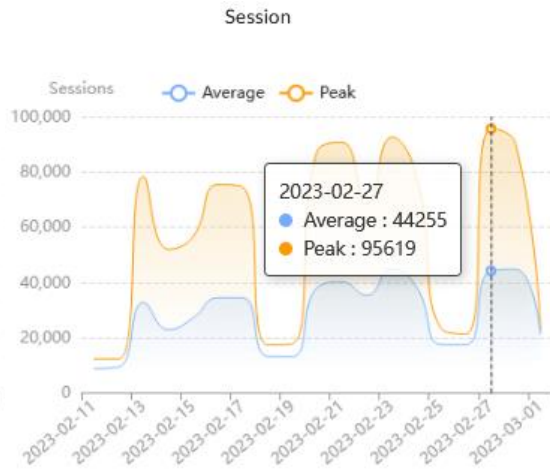 Session
Sessions
Average
Peak
100,000
80,000
60,000
40,000
20,000
0
2023-02-27
Average : 44255
Peak : 95619
2023-02-11
2023-02-13
2023-02-15
2023-02-17
2023-02-19
2023-02-21
2023-02-23
2023-02-25
2023-02-27
2023-03-01